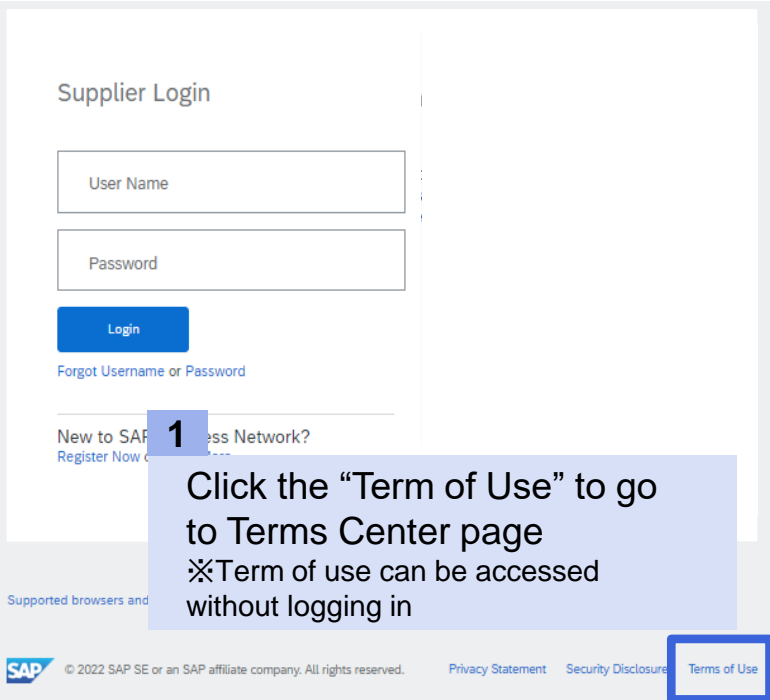 Supplier Login
User Name
Password
Login
Forgot Username or Password
New to SAP ess Network?
Register Now
1
Click the “Term of Use” to go
to Terms Center page
※Term of use can be accessed
without logging in
Supported browsers and
SAP © 2022 SAP SE or an SAP affiliate company. All rights reserved. Privacy Statement Security Disclosure Terms of Use